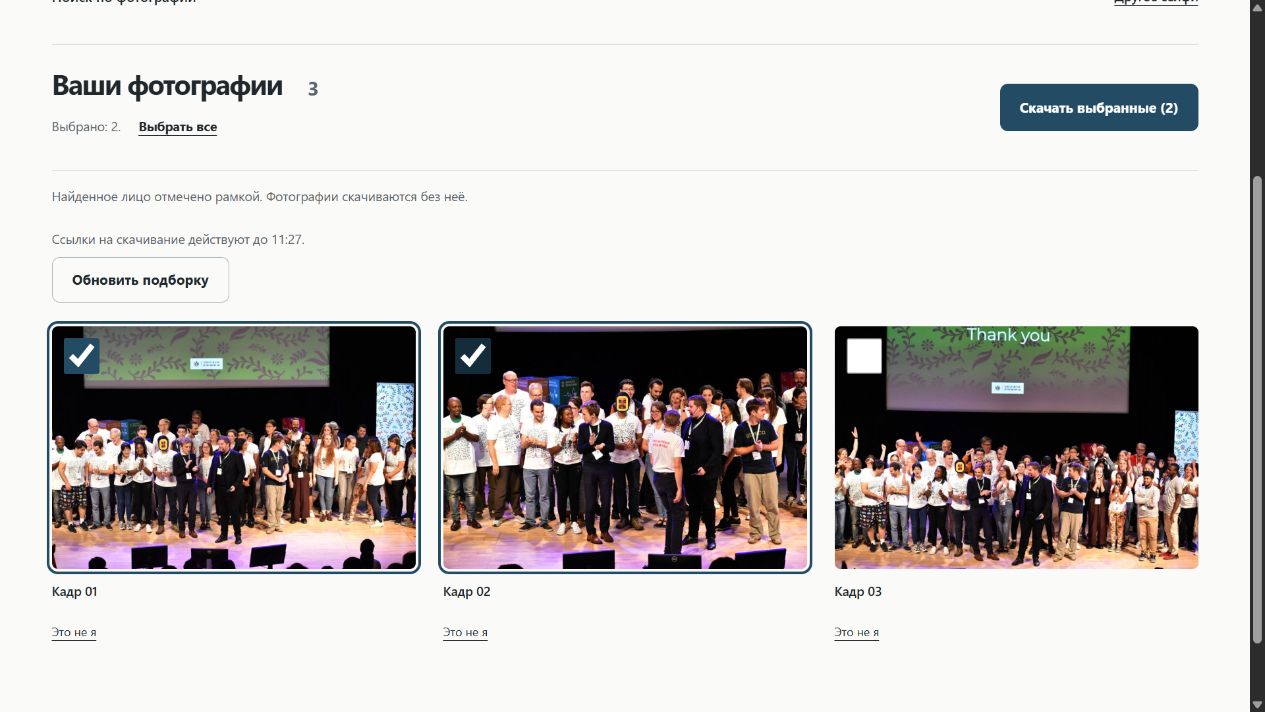 Ваши фотографии 3
Скачать выбранные (2)
Выбрано: 2. Выбрать все
Найденное лицо отмечено рамкой. Фотографии скачиваются без неё.
Ссылки на скачивание действуют до 11:27.
Обновить подборку
Thank you
Кадр 01
Кадр 02
Кадр 03
Это не я
Это не я
Это не я